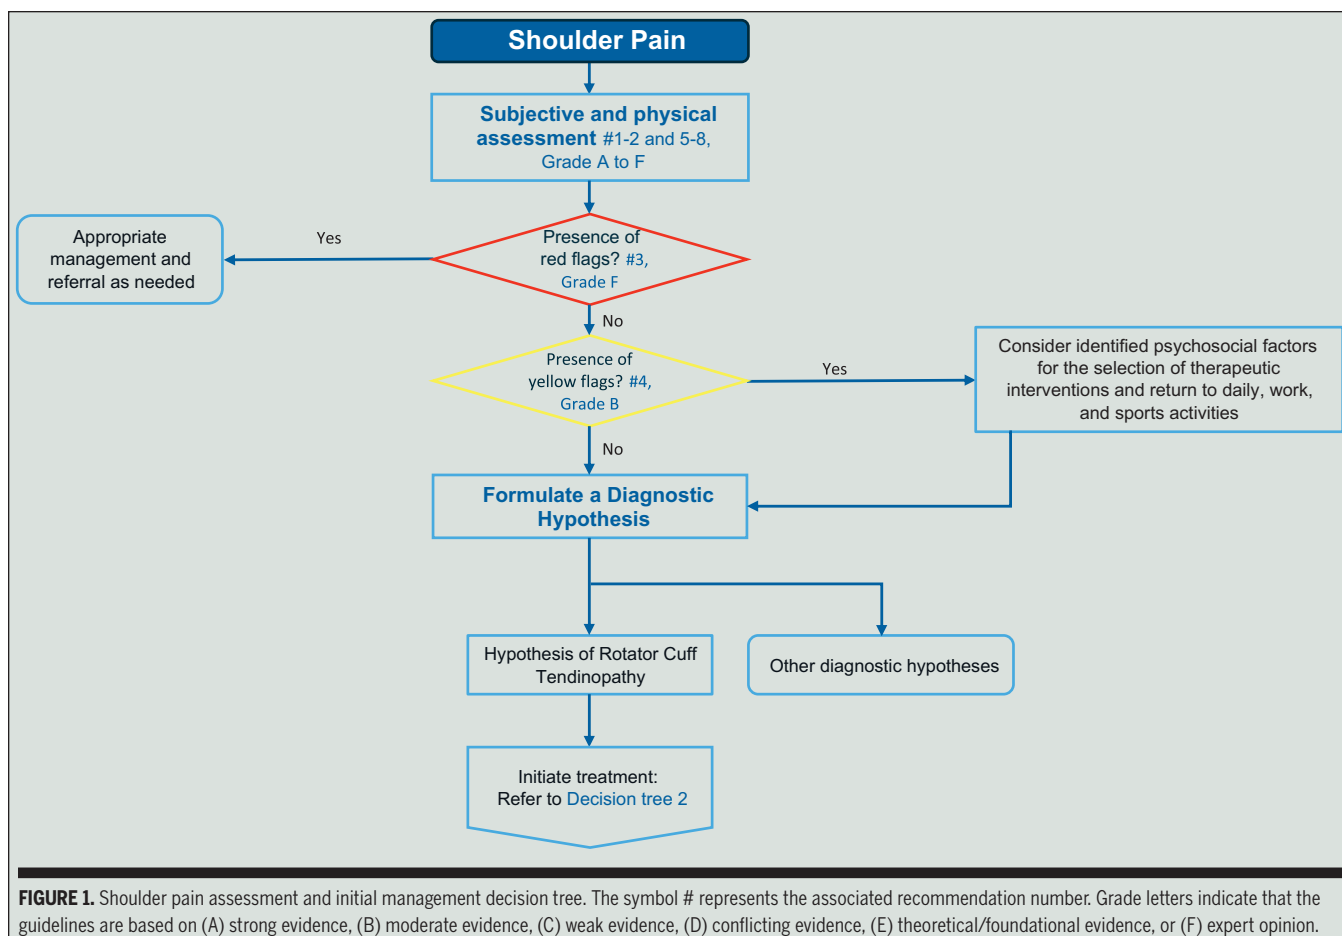 Shoulder Pain
Subjective and physical
assessment #1-2 and 5-8,
Grade A to F
Appropriate
management and
referral as needed
Yes
Presence of
red flags? #3,
Grade F
No
Presence of
yellow flags? #4,
Grade B
Yes
Consider identified psychosocial factors
for the selection of therapeutic
interventions and return to daily, work,
and sports activities
No
Formulate a Diagnostic
Hypothesis
Hypothesis of Rotator Cuff
Tendinopathy
Other diagnostic hypotheses
Initiate treatment:
Refer to Decision tree 2
FIGURE 1. Shoulder pain assessment and initial management decision tree. The symbol # represents the associated recommendation number. Grade letters indicate that the
guidelines are based on (A) strong evidence, (B) moderate evidence, (C) weak evidence, (D) conflicting evidence, (E) theoretical/foundational evidence, or (F) expert opinion.